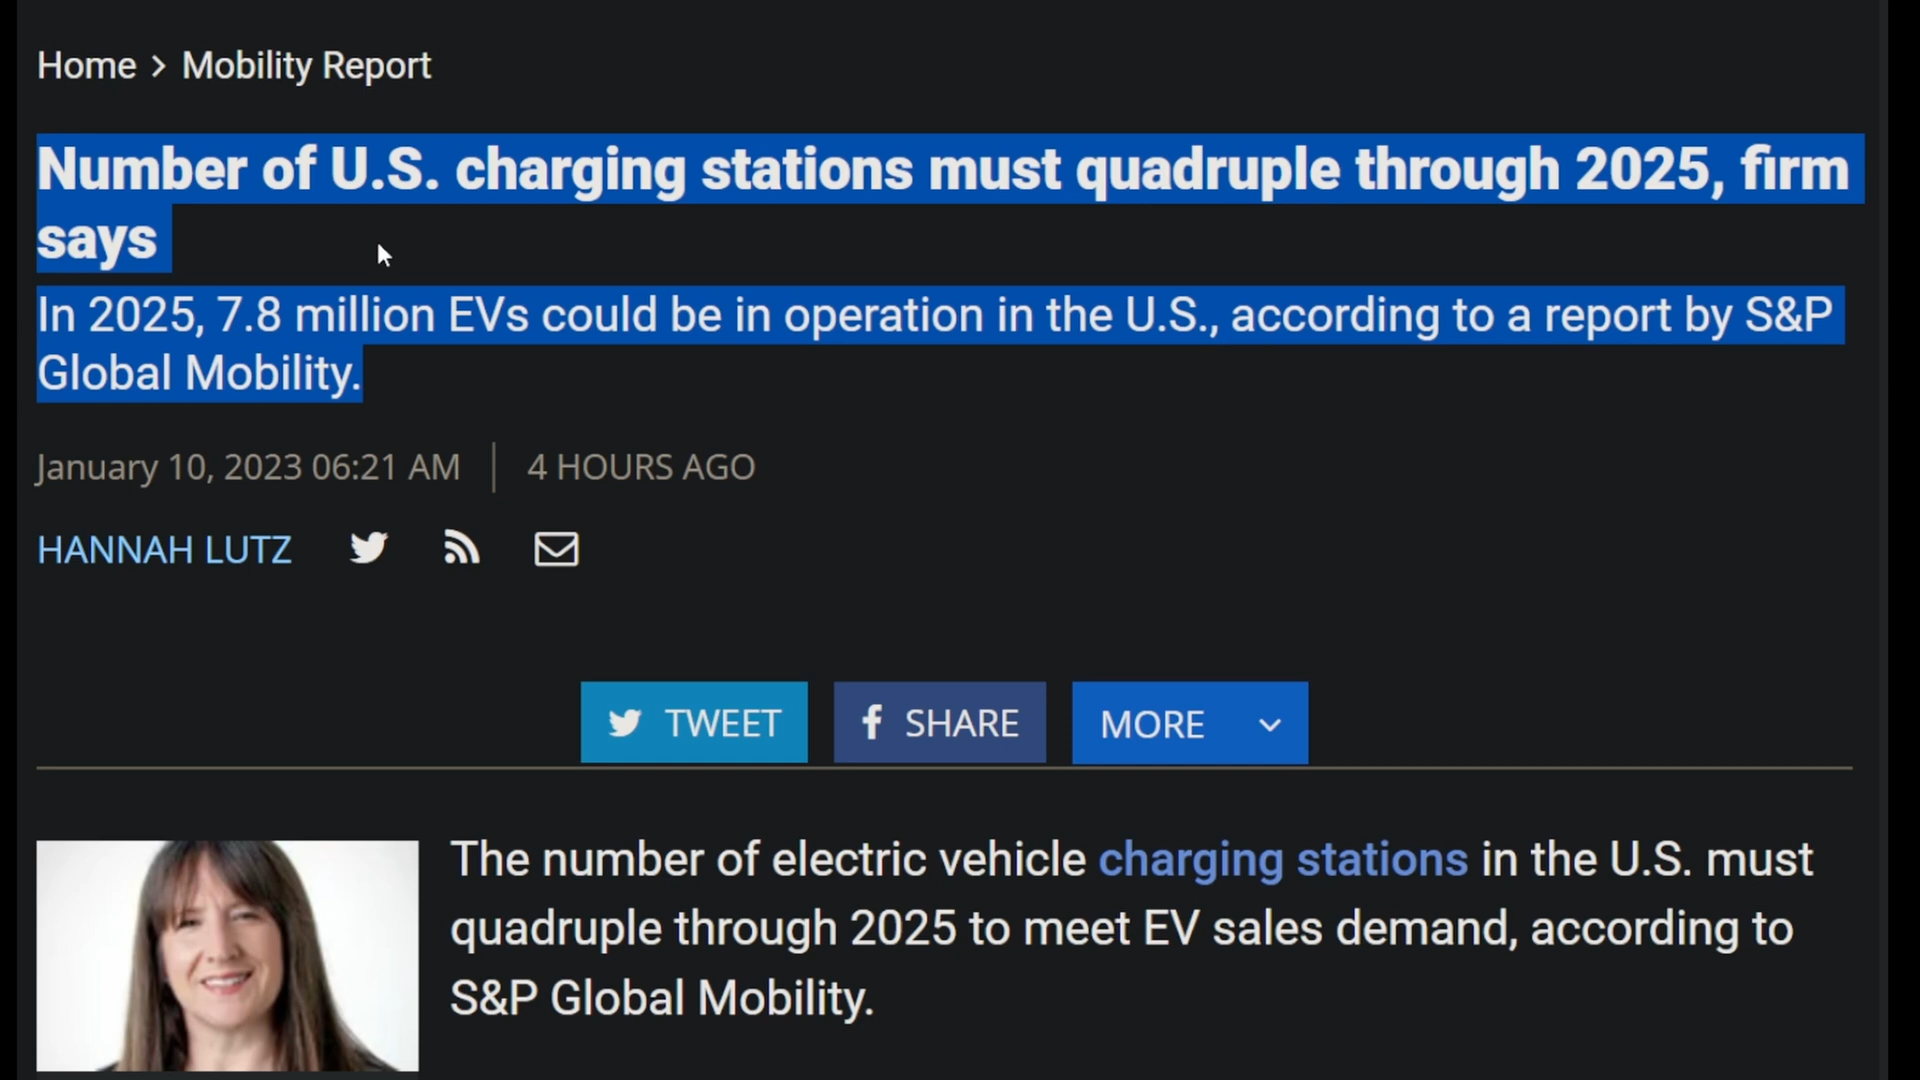 Home > Mobility Report
Number of U.S. charging stations must quadruple through 2025, firm
says
In 2025, 7.8 million EVs could be in operation in the U.S., according to a report by S&P
Global Mobility.
January 10, 2023 06:21 AM | 4 HOURS AGO
HANNAH LUTZ
TWEET SHARE MORE
The number of electric vehicle charging stations in the U.S. must
quadruple through 2025 to meet EV sales demand, according to
S&P Global Mobility.